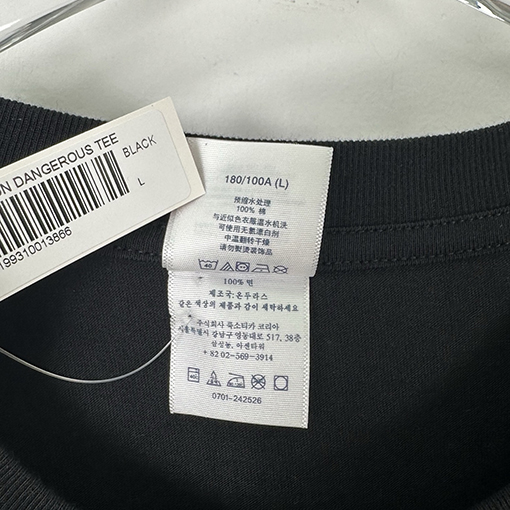 N DANGEROUS TEE
BLACK
L
199310013866
180/100A (L)
预缩水处理
100% 棉
与近似色衣服温水机洗
可使用无氯漂白剂
中温翻转干燥
请勿熨烫装饰品
100% 면
제조국:온두라스
같은 색상의 제품과 같이 세탁하세요
주식회사 룩소티카 코리아
서울특별시 강남구 영동대로 517, 38층
삼성동, 아셈타워
+ 82 02-569-3914
0701-242526